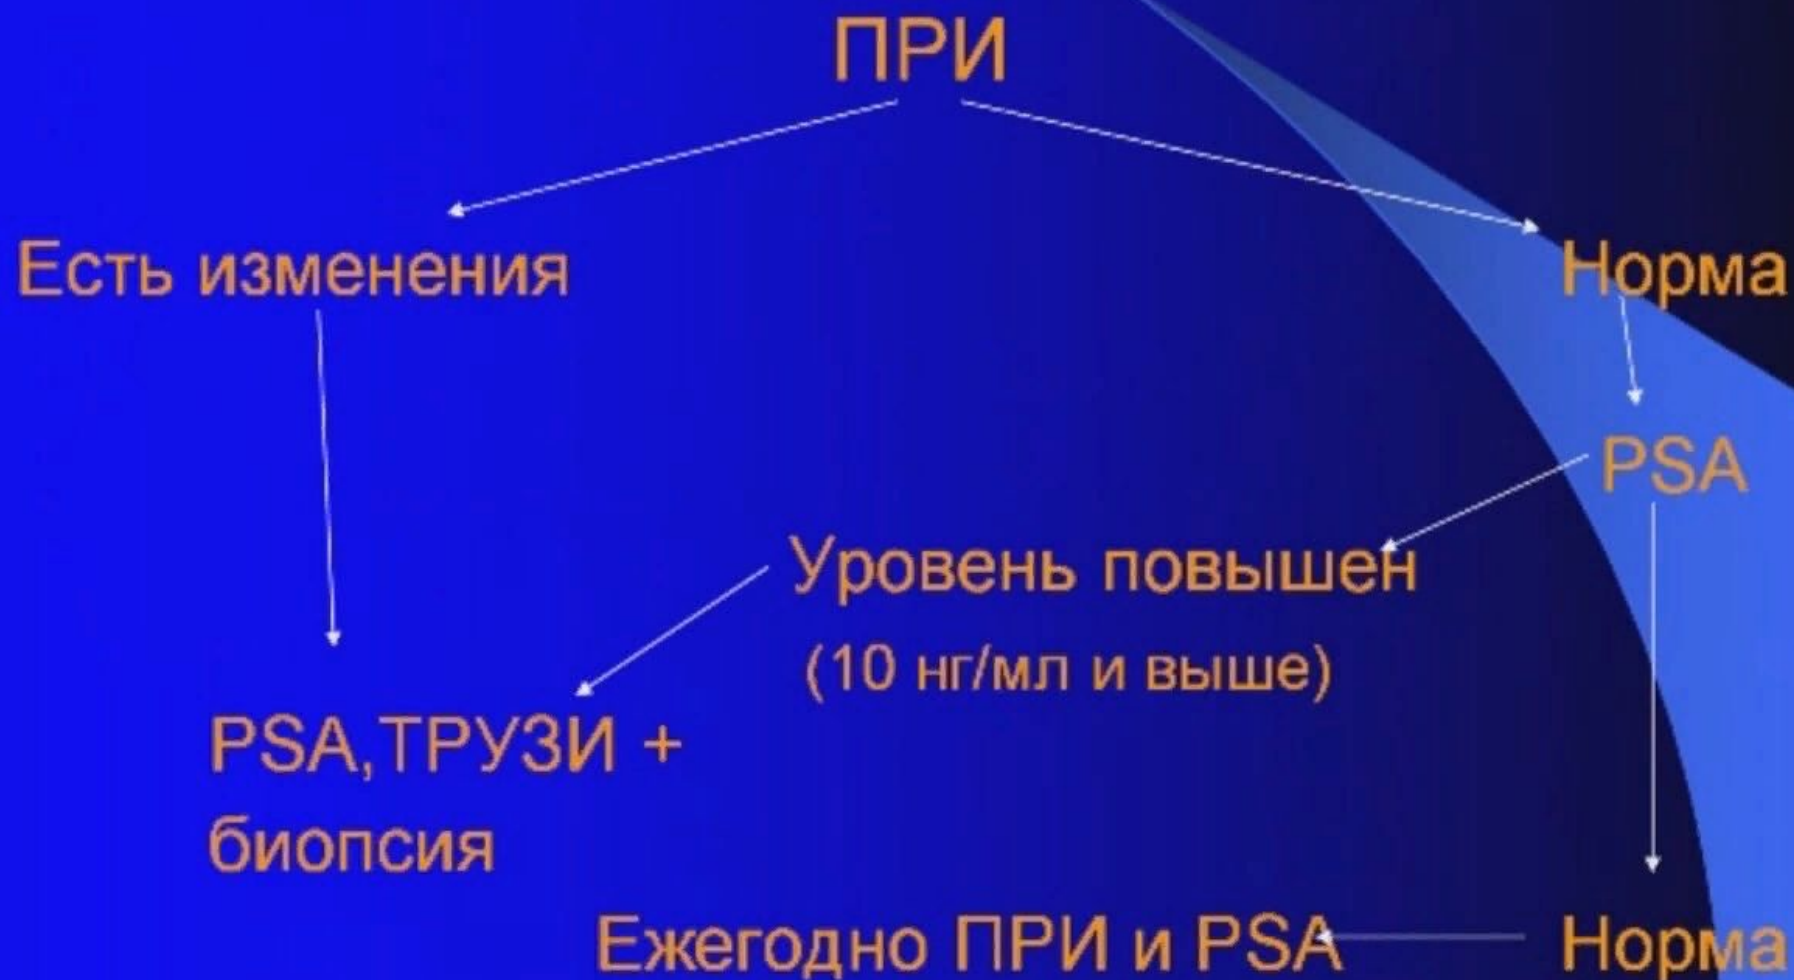 ПРИ
Есть изменения
Норма
PSA
Уровень повышен
(10 нг/мл и выше)
PSA,ТРУЗИ +
биопсия
Ежегодно ПРИ и PSA
Норма